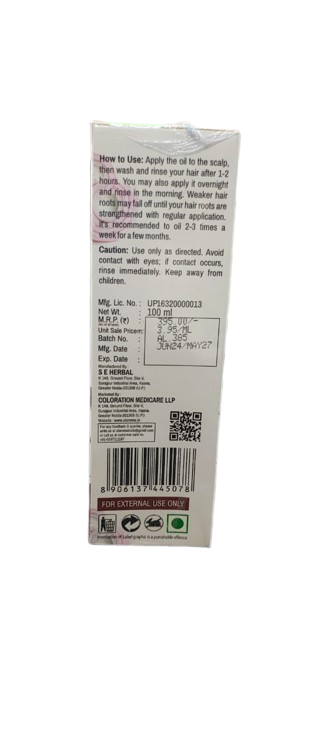 How to Use: Apply the oil to the scalp,
then wash and rinse your hair after 1-2
hours. You may also apply it overnight
and rinse in the morning. Weaker hair
roots may fall off until your hair roots are
strengthened with regular application.
It's recommended to oil 2-3 times a
week for a few months.
Caution: Use only as directed. Avoid
contact with eyes; if contact occurs,
rinse immediately. Keep away from
children.
Mfg. Lic. No. : UP16320000013
Net Wt. : 100 ml
M.R.P. (₹) : 395.00/-
Unit Sale Price : 3.95/ML
Batch No. : AL 385
Mfg. Date : JUN24/MAY27
Exp. Date :
Manufactured By:
S E HERBAL
Marketed By:
COLORATION MEDICARE LLP
8 906137 445078
FOR EXTERNAL USE ONLY